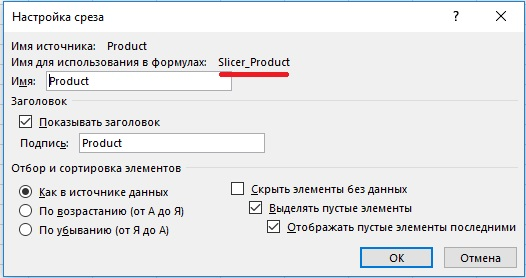 Настройка среза
Имя источника: Product
Имя для использования в формулах: Slicer_Product
Имя: Product
Заголовок
Показывать заголовок
Подпись: Product
Отбор и сортировка элементов
Как в источнике данных
Скрыть элементы без данных
По возрастанию (от А до Я)
Выделять пустые элементы
По убыванию (от Я до А)
Отображать пустые элементы последними
ОК
Отмена